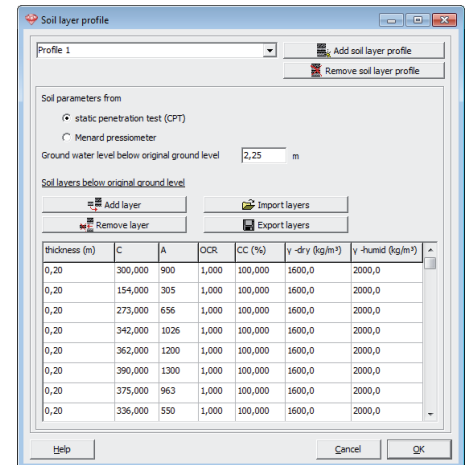 Soil layer profile
Profile 1
Add soil layer profile
Remove soil layer profile
Soil parameters from
static penetration test (CPT)
Menard pressiometer
Ground water level below original ground level 2,25 m
Soil layers below original ground level
Add layer Import layers
Remove layer Export layers
thickness (m) C A OCR CC (%) γ -dry (kg/m³) γ -humid (kg/m³)
0,20 300,000 900 1,000 100,000 1600,0 2000,0
0,20 154,000 305 1,000 100,000 1600,0 2000,0
0,20 273,000 656 1,000 100,000 1600,0 2000,0
0,20 342,000 1026 1,000 100,000 1600,0 2000,0
0,20 362,000 1200 1,000 100,000 1600,0 2000,0
0,20 390,000 1300 1,000 100,000 1600,0 2000,0
0,20 375,000 963 1,000 100,000 1600,0 2000,0
0,20 336,000 550 1,000 100,000 1600,0 2000,0
Help Cancel OK